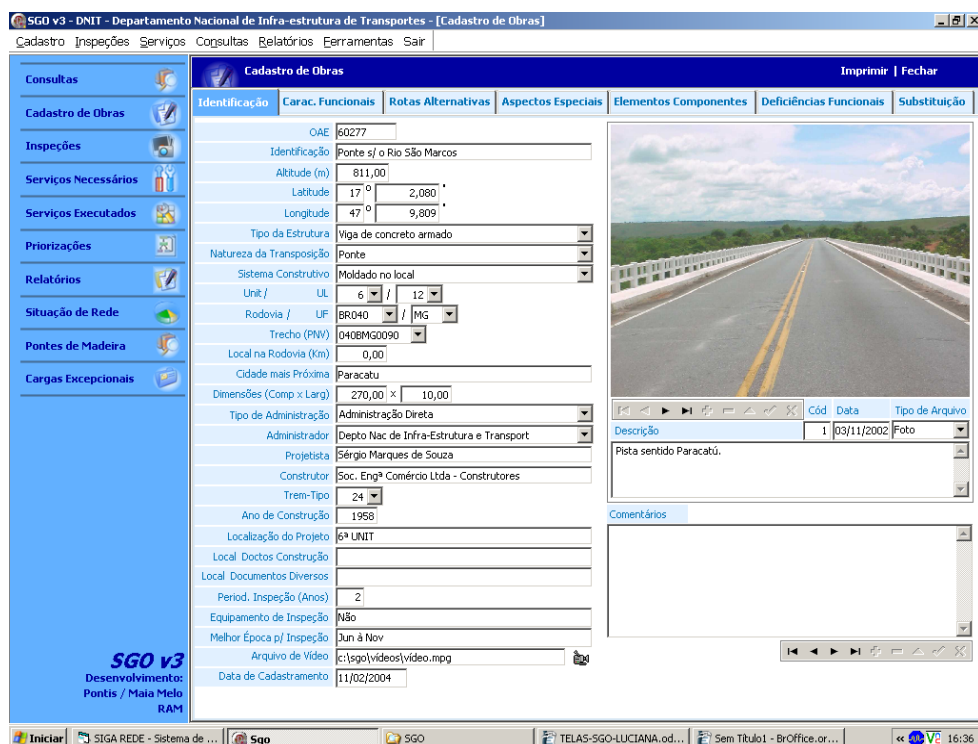 SGO v3 - DNIT - Departamento Nacional de Infra-estrutura de Transportes - [Cadastro de Obras]
Cadastro Inspeções Serviços Consultas Relatórios Ferramentas Sair
Consultas
Cadastro de Obras
Inspeções
Serviços Necessários
Serviços Executados
Priorizações
Relatórios
Situação de Rede
Pontes de Madeira
Cargas Excepcionais
SGO v3
Desenvolvimento:
Pontis / Maia Melo
RAM
Cadastro de Obras Imprimir | Fechar
Identificação Carac. Funcionais Rotas Alternativas Aspectos Especiais Elementos Componentes Deficiências Funcionais Substituição
OAE 60277
Identificação Ponte s/ o Rio São Marcos
Altitude (m) 811,00
Latitude 17 º 2,080 '
Longitude 47 º 9,809 '
Tipo da Estrutura Viga de concreto armado
Natureza da Transposição Ponte
Sistema Construtivo Moldado no local
Unit / UL 6 / 12
Rodovia / UF BR040 / MG
Trecho (PNV) 040BMG0090
Local na Rodovia (Km) 0,00
Cidade mais Próxima Paracatu
Dimensões (Comp x Larg) 270,00 x 10,00
Tipo de Administração Administração Direta
Administrador Depto Nac de Infra-Estrutura e Transport
Projetista Sérgio Marques de Souza
Construtor Soc. Engª Comércio Ltda - Construtores
Trem-Tipo 24
Ano de Construção 1958
Localização do Projeto 6ª UNIT
Local Doctos Construção
Local Documentos Diversos
Period. Inspeção (Anos) 2
Equipamento de Inspeção Não
Melhor Época p/ Inspeção Jun à Nov
Arquivo de Vídeo c:\sgo\vídeos\vídeo.mpg
Data de Cadastramento 11/02/2004
Cód Data Tipo de Arquivo
Descrição 1 03/11/2002 Foto
Pista sentido Paracatú.
Comentários
Iniciar SIGA REDE - Sistema de ... Sgo SGO TELAS-SGO-LUCIANA.od... Sem Título1 - BrOffice.or... « 16:36